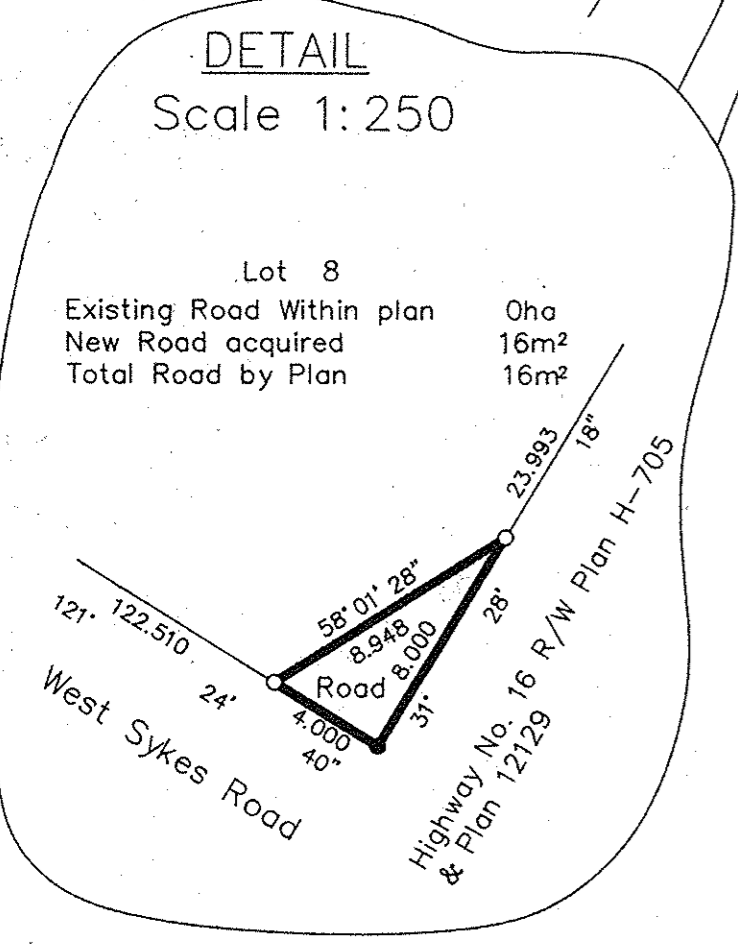 DETAIL
Scale 1:250
Lot 8
Existing Road Within plan 0ha
New Road acquired 16m²
Total Road by Plan 16m²
23.993
18"
58° 01' 28"
8.948
8.000
28'
Road
121° 122.510
24'
4.000
40"
31°
West Sykes Road
Highway No. 16 R/W Plan H-705
& Plan 12129